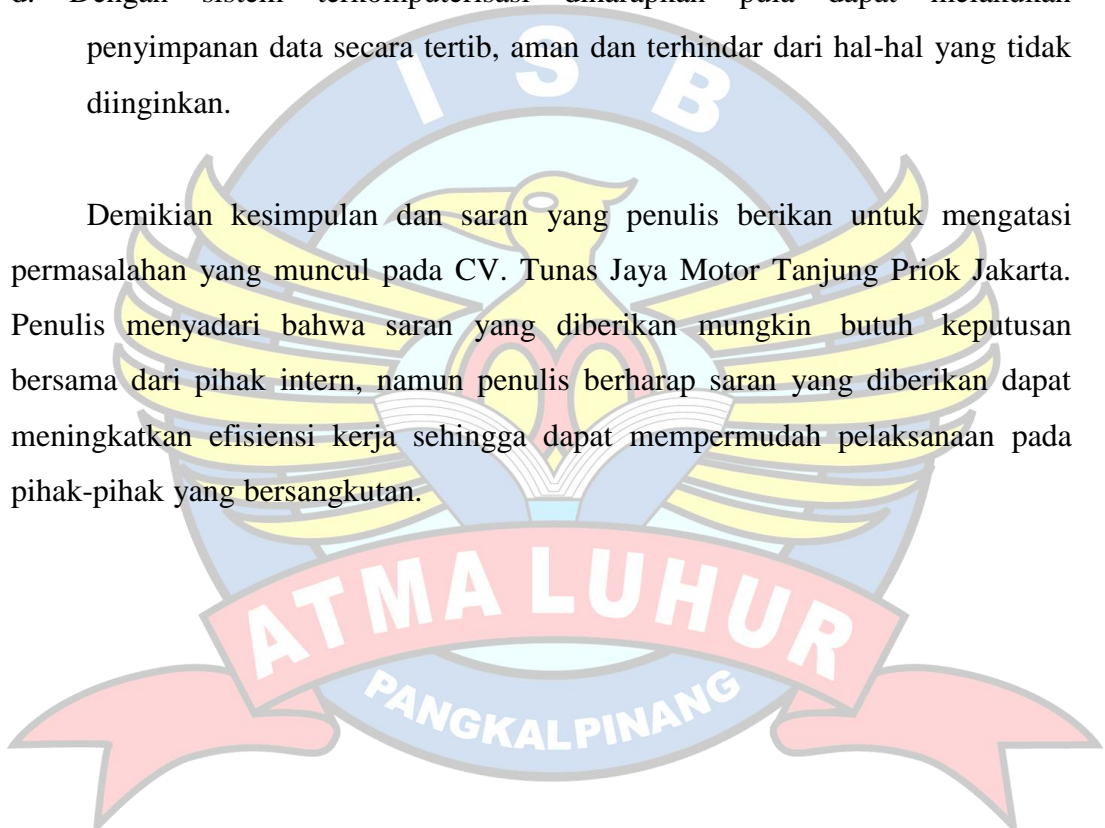 d. Dengan sistem terkomputerisasi diharapkan pula dapat melakukan
penyimpanan data secara tertib, aman dan terhindar dari hal-hal yang tidak
diinginkan.
Demikian kesimpulan dan saran yang penulis berikan untuk mengatasi
permasalahan yang muncul pada CV. Tunas Jaya Motor Tanjung Priok Jakarta.
Penulis menyadari bahwa saran yang diberikan mungkin butuh keputusan
bersama dari pihak intern, namun penulis berharap saran yang diberikan dapat
meningkatkan efisiensi kerja sehingga dapat mempermudah pelaksanaan pada
pihak-pihak yang bersangkutan.
I S B
ATMA LUHUR
PANGKALPINANG